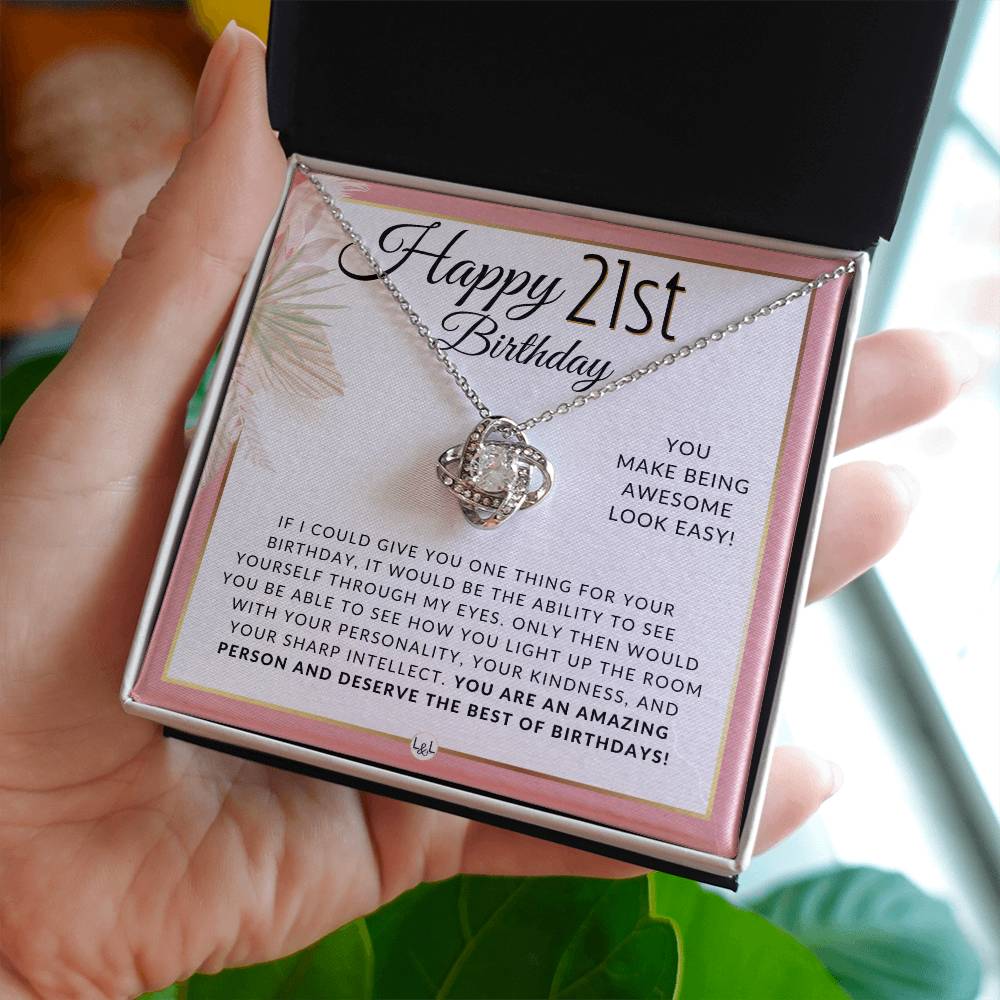 Happy 21st
Birthday
YOU
MAKE BEING
AWESOME
LOOK EASY!
IF I COULD GIVE YOU ONE THING FOR YOUR
BIRTHDAY, IT WOULD BE THE ABILITY TO SEE
YOURSELF THROUGH MY EYES. ONLY THEN WOULD
YOU BE ABLE TO SEE HOW YOU LIGHT UP THE ROOM
WITH YOUR PERSONALITY, YOUR KINDNESS, AND
YOUR SHARP INTELLECT. YOU ARE AN AMAZING
PERSON AND DESERVE THE BEST OF BIRTHDAYS!
L&L